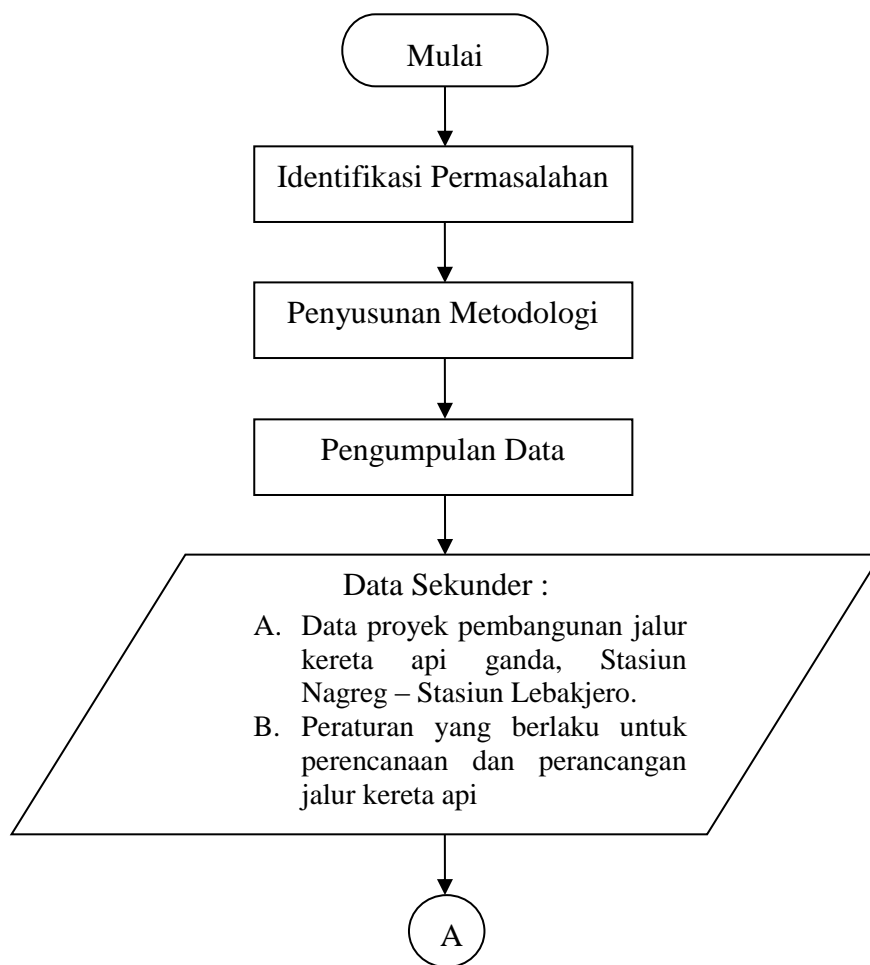 Mulai
Identifikasi Permasalahan
Penyusunan Metodologi
Pengumpulan Data
Data Sekunder :
A. Data proyek pembangunan jalur
kereta api ganda, Stasiun
Nagreg – Stasiun Lebakjero.
B. Peraturan yang berlaku untuk
perencanaan dan perancangan
jalur kereta api
A